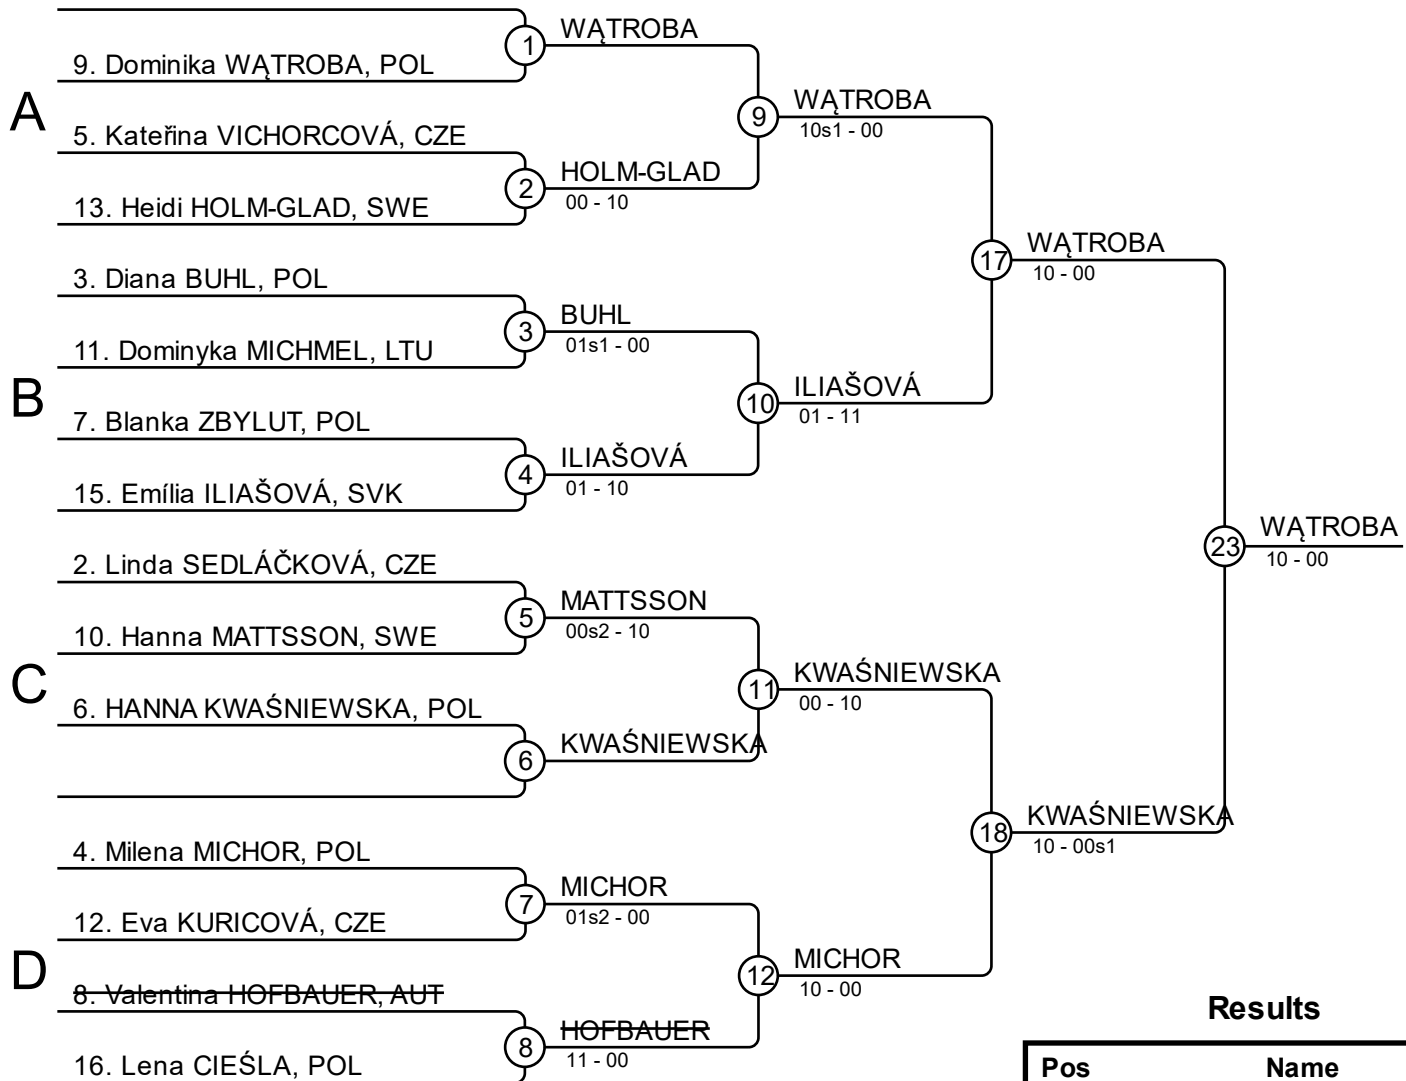 1
WĄTROBA
9. Dominika WĄTROBA, POL
A
9
WĄTROBA
10s1 - 00
5. Kateřina VICHORCOVÁ, CZE
2
HOLM-GLAD
00 - 10
13. Heidi HOLM-GLAD, SWE
17
WĄTROBA
10 - 00
3. Diana BUHL, POL
3
BUHL
01s1 - 00
11. Dominyka MICHMEL, LTU
B
10
ILIAŠOVÁ
01 - 11
7. Blanka ZBYLUT, POL
4
ILIAŠOVÁ
01 - 10
15. Emília ILIAŠOVÁ, SVK
23
WĄTROBA
10 - 00
2. Linda SEDLÁČKOVÁ, CZE
5
MATTSSON
00s2 - 10
10. Hanna MATTSSON, SWE
C
11
KWAŚNIEWSKA
00 - 10
6. HANNA KWAŚNIEWSKA, POL
6
KWAŚNIEWSKA
18
KWAŚNIEWSKA
10 - 00s1
4. Milena MICHOR, POL
7
MICHOR
01s2 - 00
12. Eva KURICOVÁ, CZE
D
12
MICHOR
10 - 00
8. Valentina HOFBAUER, AUT
8
HOFBAUER
11 - 00
16. Lena CIEŚLA, POL
Results
Pos Name